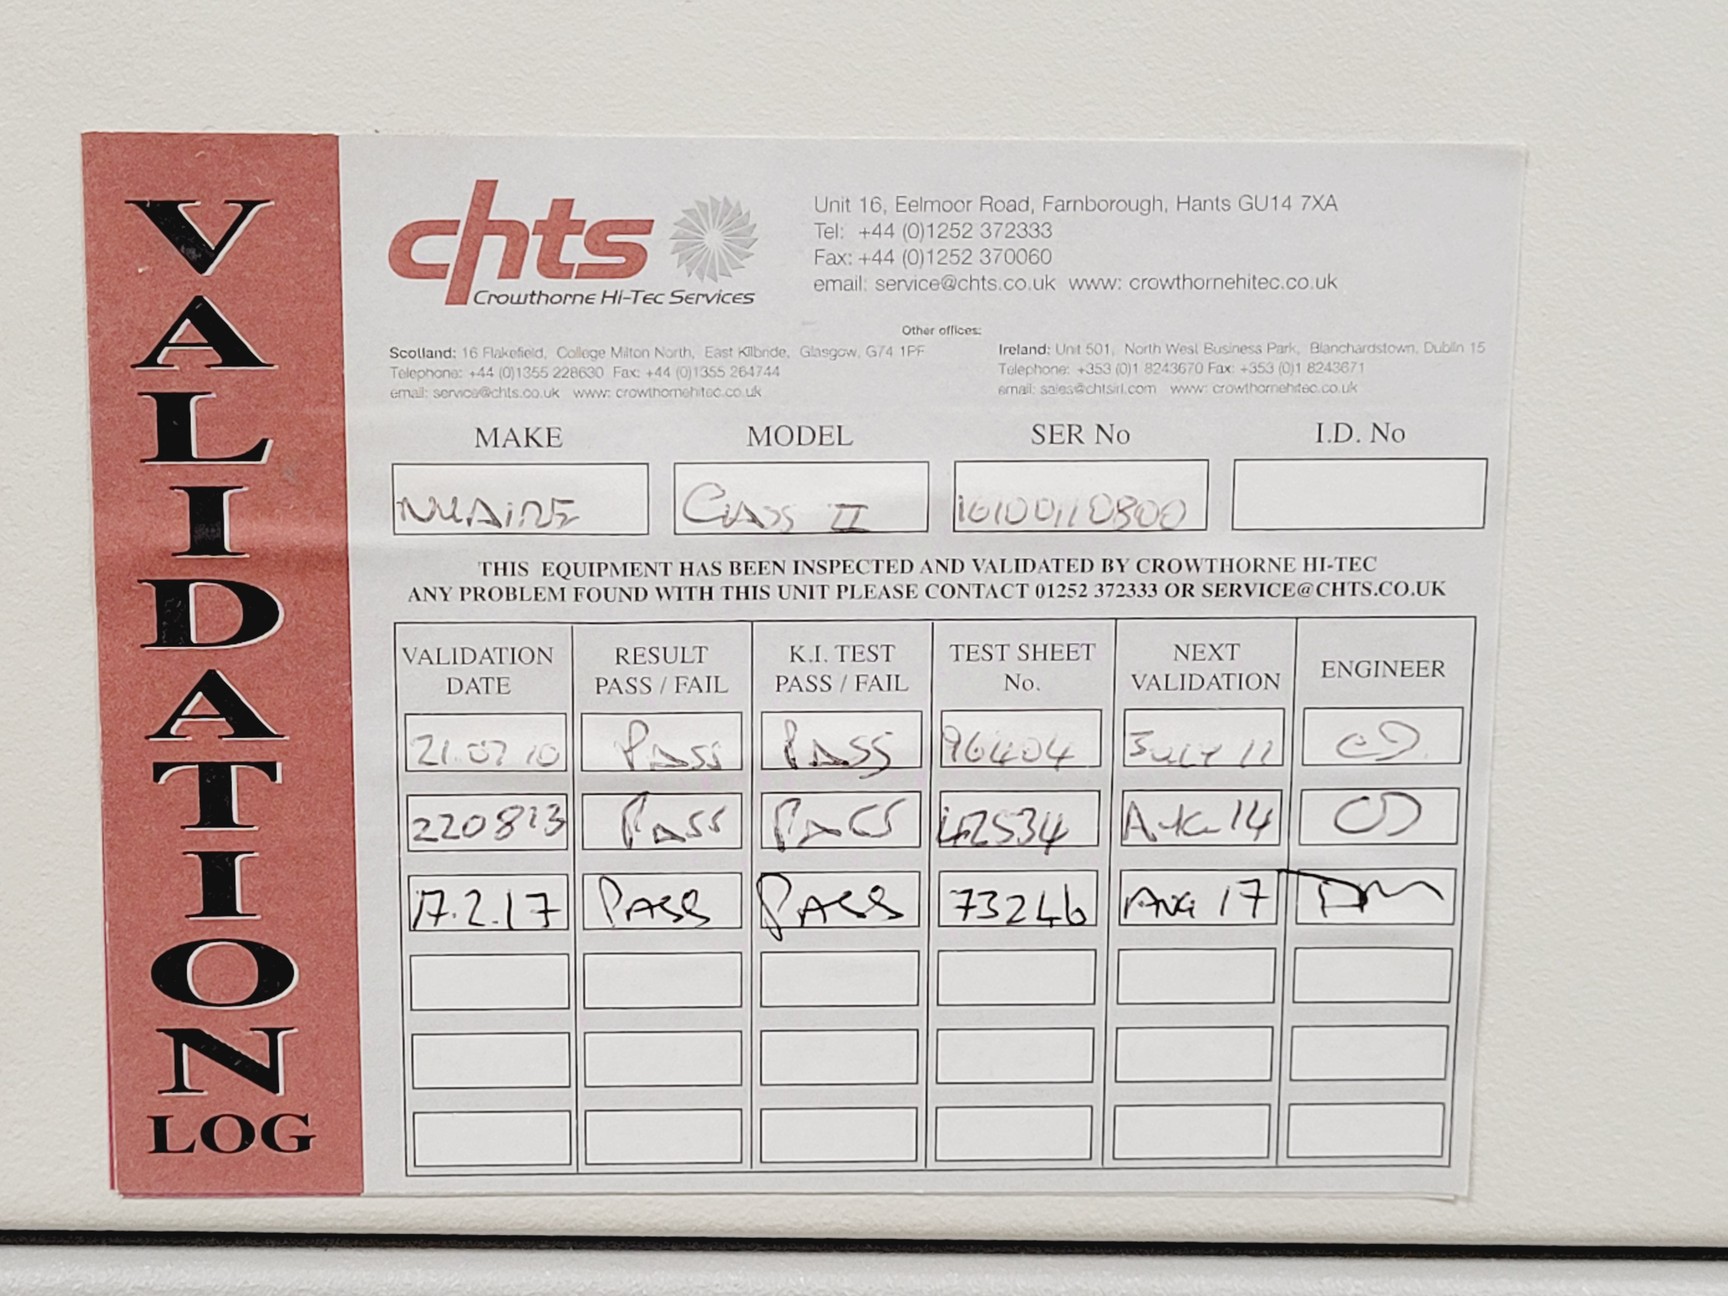 VALIDATION
LOG
chts
Crowthorne Hi-Tec Services
Unit 16, Eelmoor Road, Farnborough, Hants GU14 7XA
Tel: +44 (0)1252 372333
Fax: +44 (0)1252 370060
email: service@chts.co.uk www: crowthornehitec.co.uk
Other offices:
Scotland: 16 Flakefield, College Milton North, East Kilbride, Glasgow, G74 1PF
Telephone: +44 (0)1355 228630 Fax: +44 (0)1355 264744
email: service@chts.co.uk www: crowthornehitec.co.uk
Ireland: Unit 501, North West Business Park, Blanchardstown, Dublin 15
Telephone: +353 (0)1 8243670 Fax: +353 (0)1 8243671
email: sales@chtsirl.com www: crowthornehitec.co.uk
MAKE MODEL SER No I.D. No
NUAIRE CLASS II
THIS EQUIPMENT HAS BEEN INSPECTED AND VALIDATED BY CROWTHORNE HI-TEC
ANY PROBLEM FOUND WITH THIS UNIT PLEASE CONTACT 01252 372333 OR SERVICE@CHTS.CO.UK
VALIDATION DATE RESULT PASS / FAIL K.I. TEST PASS / FAIL TEST SHEET No. NEXT VALIDATION ENGINEER
21.07.10 PASS PASS 96404 JULY 11
220813 PASS PASS 42534 AUG 14
17.2.17 PASS PASS 73246 AUG 17 DM